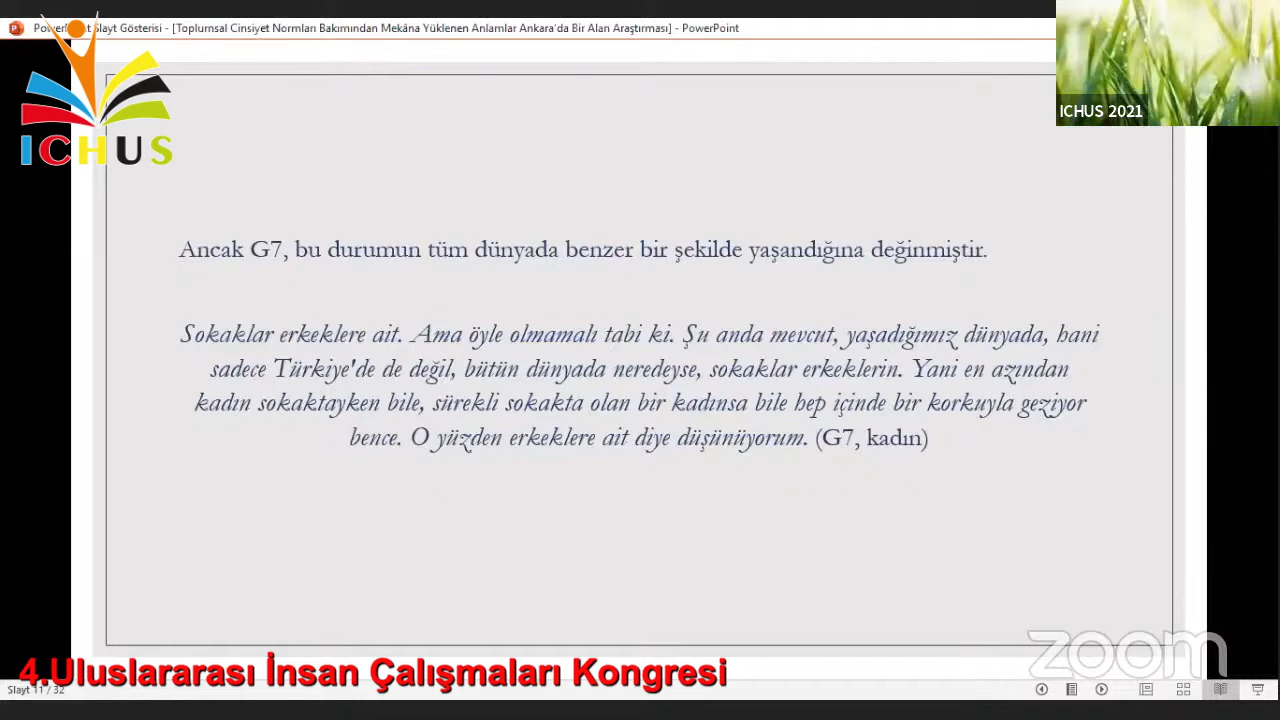 PowerPoint Slayt Gösterisi - [Toplumsal Cinsiyet Normları Bakımından Mekâna Yüklenen Anlamlar Ankara'da Bir Alan Araştırması] - PowerPoint
ICHUS
ICHUS 2021
Ancak G7, bu durumun tüm dünyada benzer bir şekilde yaşandığına değinmiştir.
Sokaklar erkeklere ait. Ama öyle olmamalı tabi ki. Şu anda mevcut, yaşadığımız dünyada, hani
sadece Türkiye'de de değil, bütün dünyada neredeyse, sokaklar erkeklerin. Yani en azından
kadın sokaktayken bile, sürekli sokakta olan bir kadınsa bile hep içinde bir korkuyla geziyor
bence. O yüzden erkeklere ait diye düşünüyorum. (G7, kadın)
zoom
4.Uluslararası İnsan Çalışmaları Kongresi
Slayt 11 / 32